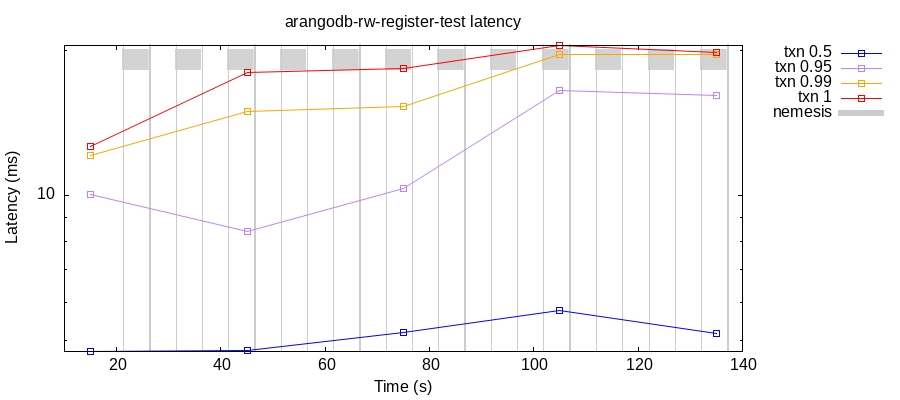 arangodb-rw-register-test latency
txn 0.5
txn 0.95
txn 0.99
txn 1
nemesis
Latency (ms)
10
20 40 60 80 100 120 140
Time (s)